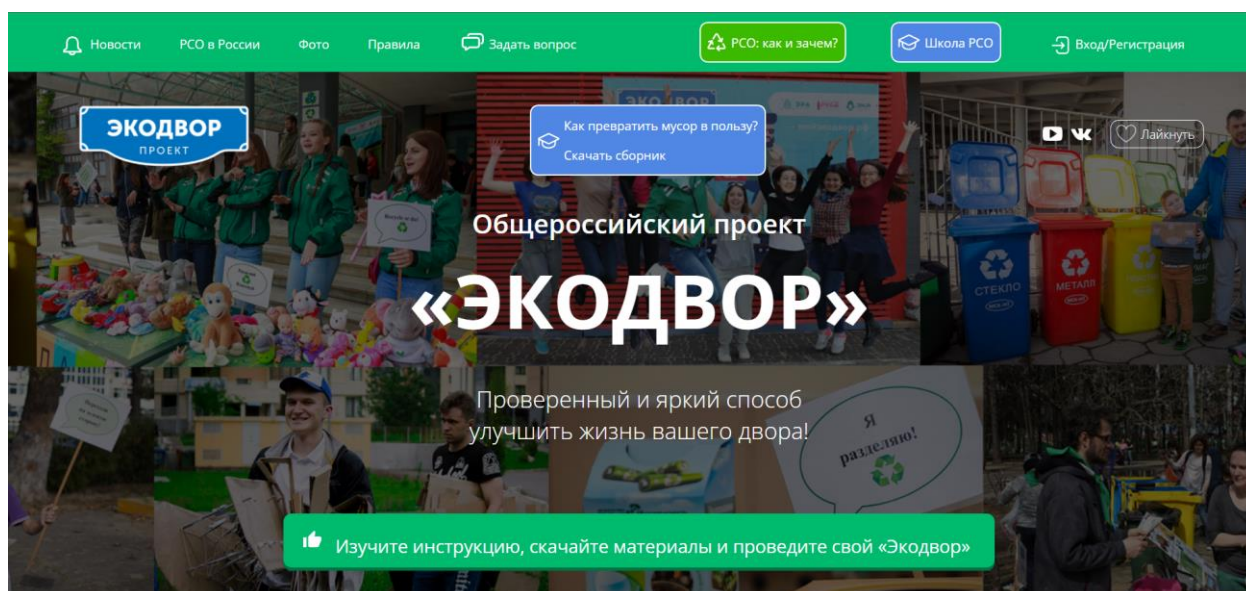 Новости
РСО в России
Фото
Правила
Задать вопрос
РСО: как и зачем?
Школа РСО
Вход/Регистрация
ЭКОДВОР
ПРОЕКТ
Как превратить мусор в пользу?
Скачать сборник
Лайкнуть
Общероссийский проект
«ЭКОДВОР»
СТЕКЛО
МЕТАЛЛ
Проверенный и яркий способ
улучшить жизнь вашего двора!
Я
разделяю!
Изучите инструкцию, скачайте материалы и проведите свой «Экодвор»